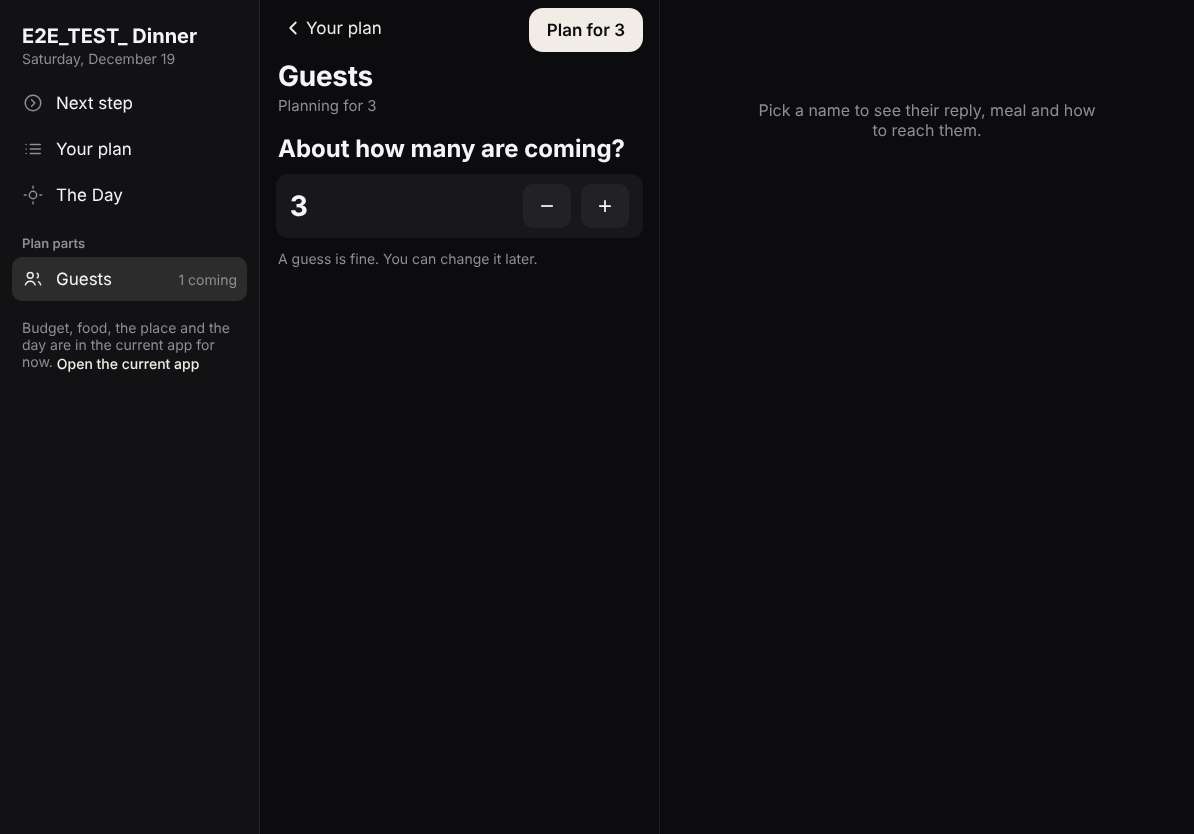 E2E_TEST_ Dinner
Saturday, December 19
Next step
Your plan
The Day
Plan parts
Guests 1 coming
Budget, food, the place and the
day are in the current app for
now. Open the current app
Your plan
Plan for 3
Guests
Planning for 3
About how many are coming?
3 − +
A guess is fine. You can change it later.
Pick a name to see their reply, meal and how
to reach them.